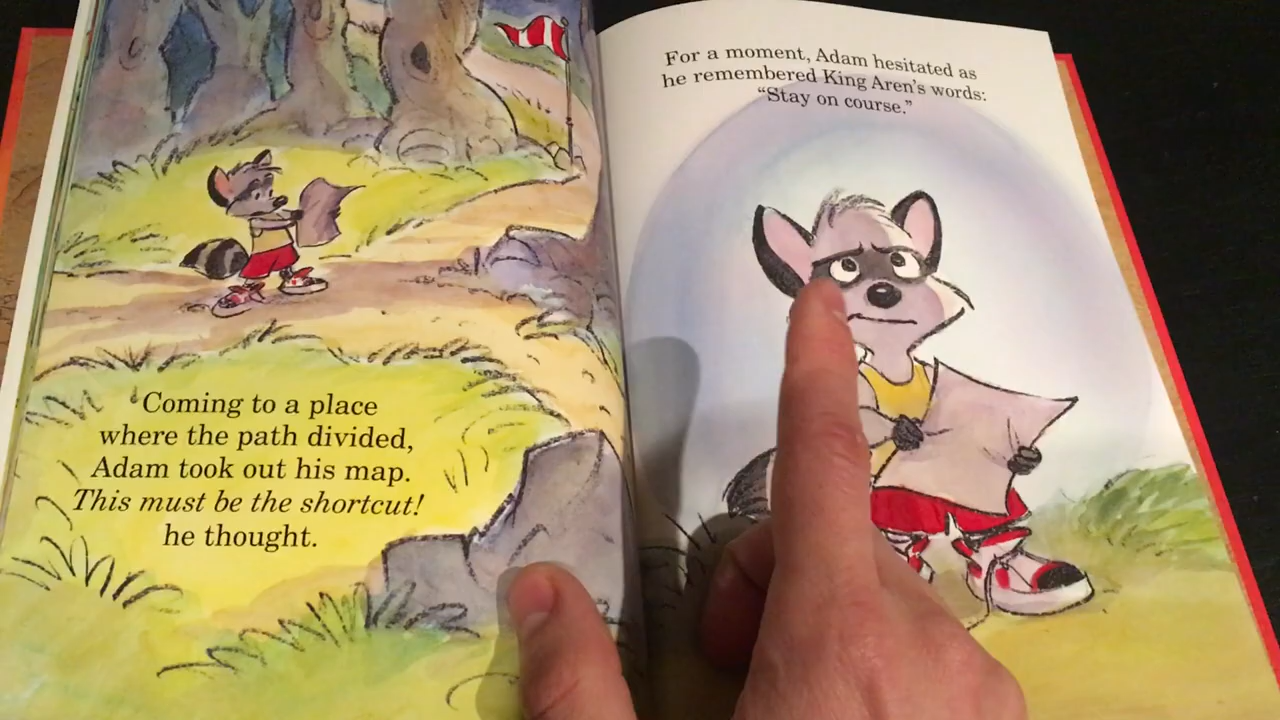 Coming to a place
where the path divided,
Adam took out his map.
This must be the shortcut!
he thought.
For a moment, Adam hesitated as
he remembered King Aren's words:
“Stay on course.”